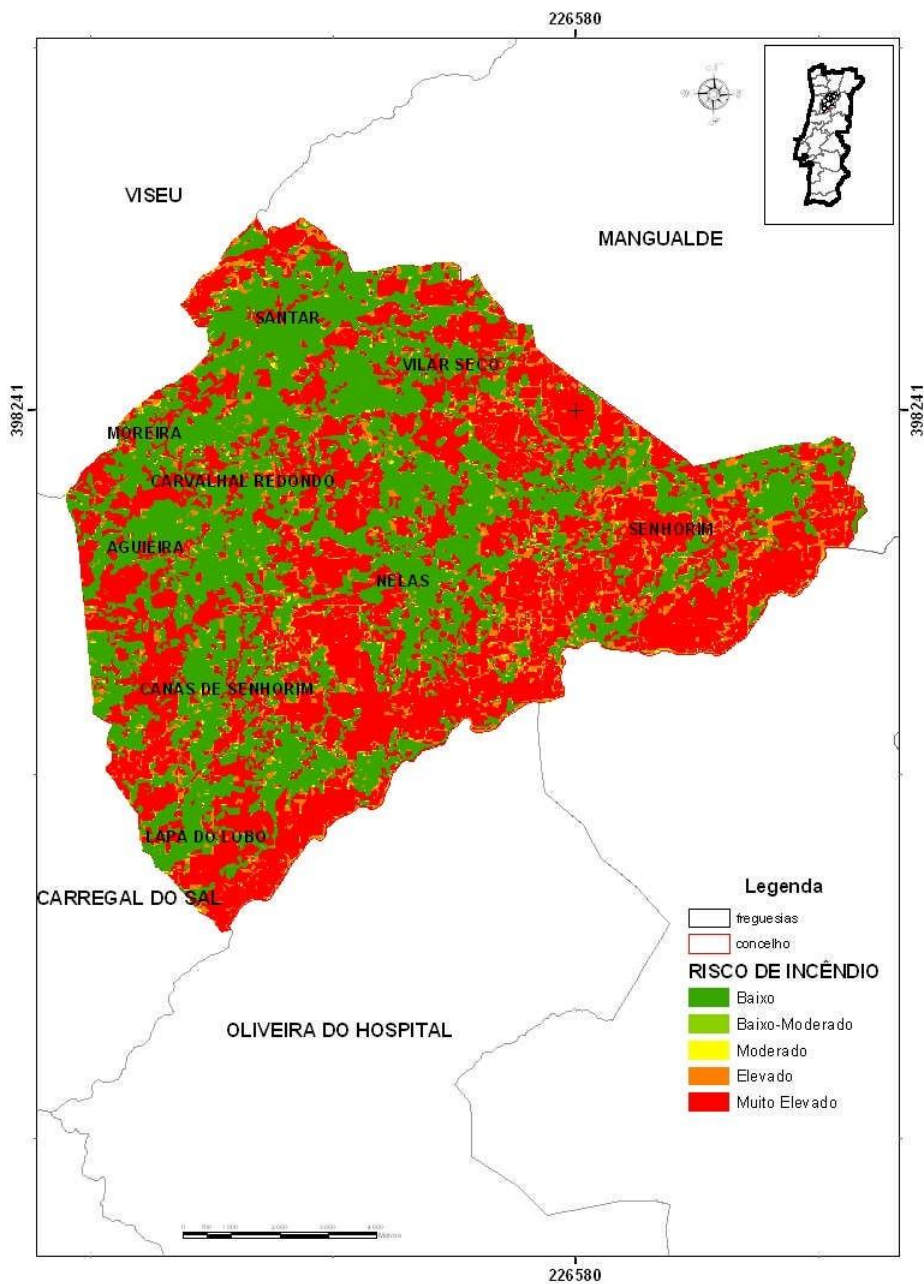 226580
VISEU
MANGUALDE
SANTAR
VILAR SECO
398241
398241
MOREIRA
CARVALHAL REDONDO
SENHORIM
AGUIEIRA
NELAS
CANAS DE SENHORIM
LAPA DO LOBO
CARREGAL DO SAL
OLIVEIRA DO HOSPITAL
Legenda
freguesias
concelho
RISCO DE INCÊNDIO
Baixo
Baixo-Moderado
Moderado
Elevado
Muito Elevado
226580